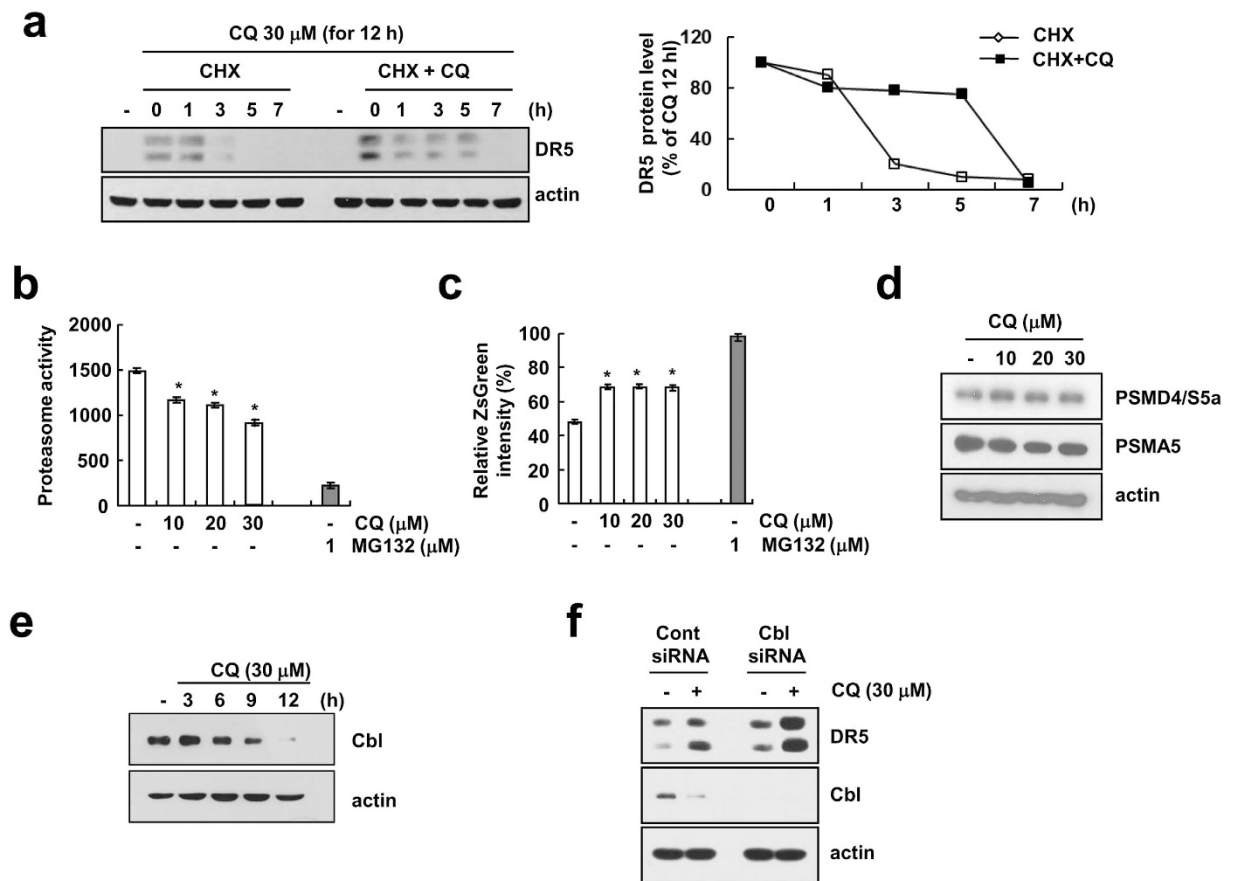 a
CQ 30 μM (for 12 h)
CHX CHX + CQ
- 0 1 3 5 7 (h) - 0 1 3 5 7 (h)
DR5
actin
CHX
CHX+CQ
DR5 protein level
(% of CQ 12 hl)
120
80
40
20
0
0 1 3 5 7 (h)
b
Proteasome activity
2000
1500
1000
500
0
* * *
- 10 20 30 - CQ (μM)
- - - - 1 MG132 (μM)
c
Relative ZsGreen
intensity (%)
100
80
60
40
20
0
* * *
- 10 20 30 - CQ (μM)
- - - - 1 MG132 (μM)
d
CQ (μM)
- 10 20 30
PSMD4/S5a
PSMA5
actin
e
CQ (30 μM)
- 3 6 9 12 (h)
Cbl
actin
f
Cont Cbl
siRNA siRNA
- + - + CQ (30 μM)
DR5
Cbl
actin